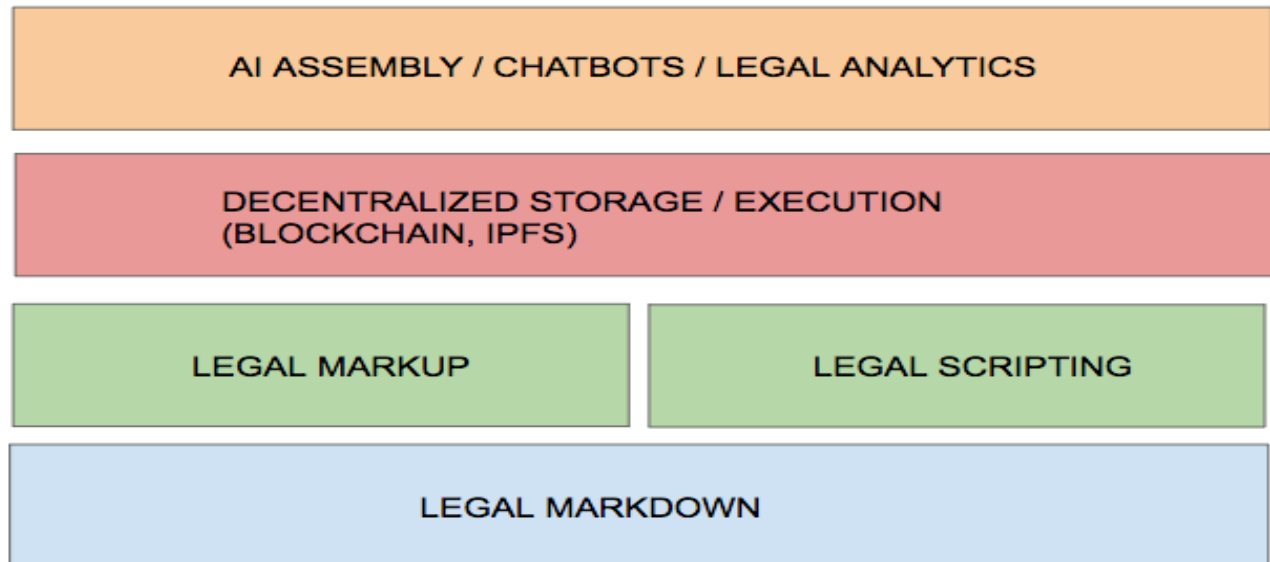 AI ASSEMBLY / CHATBOTS / LEGAL ANALYTICS
DECENTRALIZED STORAGE / EXECUTION
(BLOCKCHAIN, IPFS)
LEGAL MARKUP
LEGAL SCRIPTING
LEGAL MARKDOWN